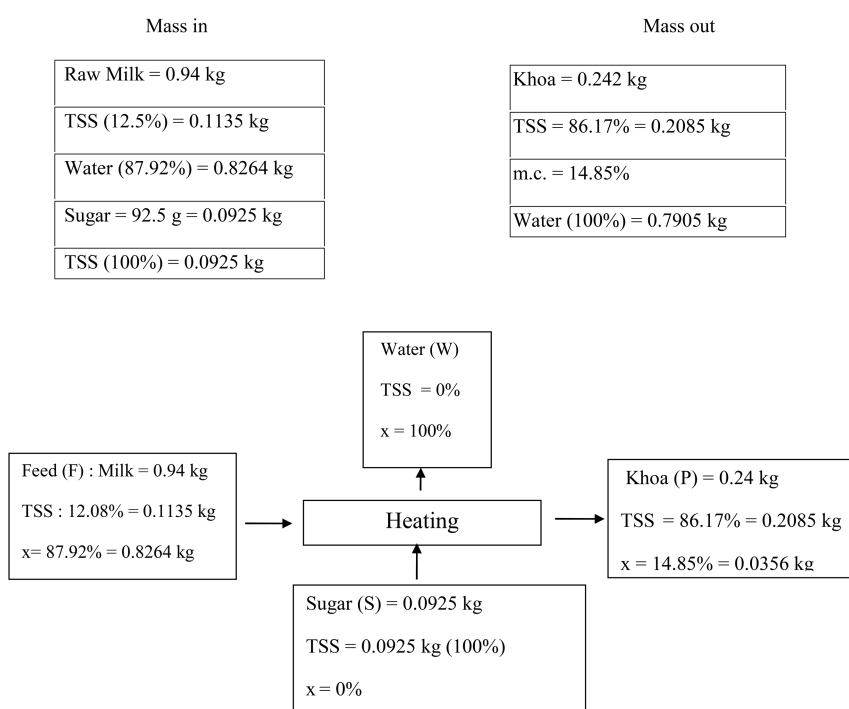 Mass in
Raw Milk = 0.94 kg
TSS (12.5%) = 0.1135 kg
Water (87.92%) = 0.8264 kg
Sugar = 92.5 g = 0.0925 kg
TSS (100%) = 0.0925 kg
Mass out
Khoa = 0.242 kg
TSS = 86.17% = 0.2085 kg
m.c. = 14.85%
Water (100%) = 0.7905 kg
Water (W)
TSS = 0%
x = 100%
Feed (F) : Milk = 0.94 kg
TSS : 12.08% = 0.1135 kg
x= 87.92% = 0.8264 kg
Heating
Khoa (P) = 0.24 kg
TSS = 86.17% = 0.2085 kg
x = 14.85% = 0.0356 kg
Sugar (S) = 0.0925 kg
TSS = 0.0925 kg (100%)
x = 0%